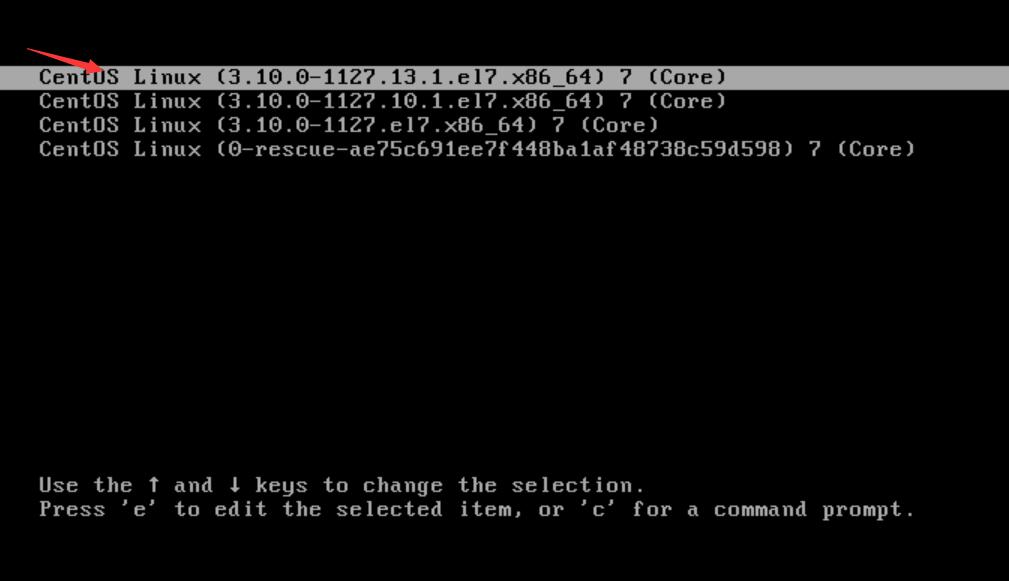 CentOS Linux (3.10.0-1127.13.1.el7.x86_64) 7 (Core)
CentOS Linux (3.10.0-1127.10.1.el7.x86_64) 7 (Core)
CentOS Linux (3.10.0-1127.el7.x86_64) 7 (Core)
CentOS Linux (0-rescue-ae75c691ee7f448ba1af48738c59d598) 7 (Core)
Use the ↑ and ↓ keys to change the selection.
Press 'e' to edit the selected item, or 'c' for a command prompt.